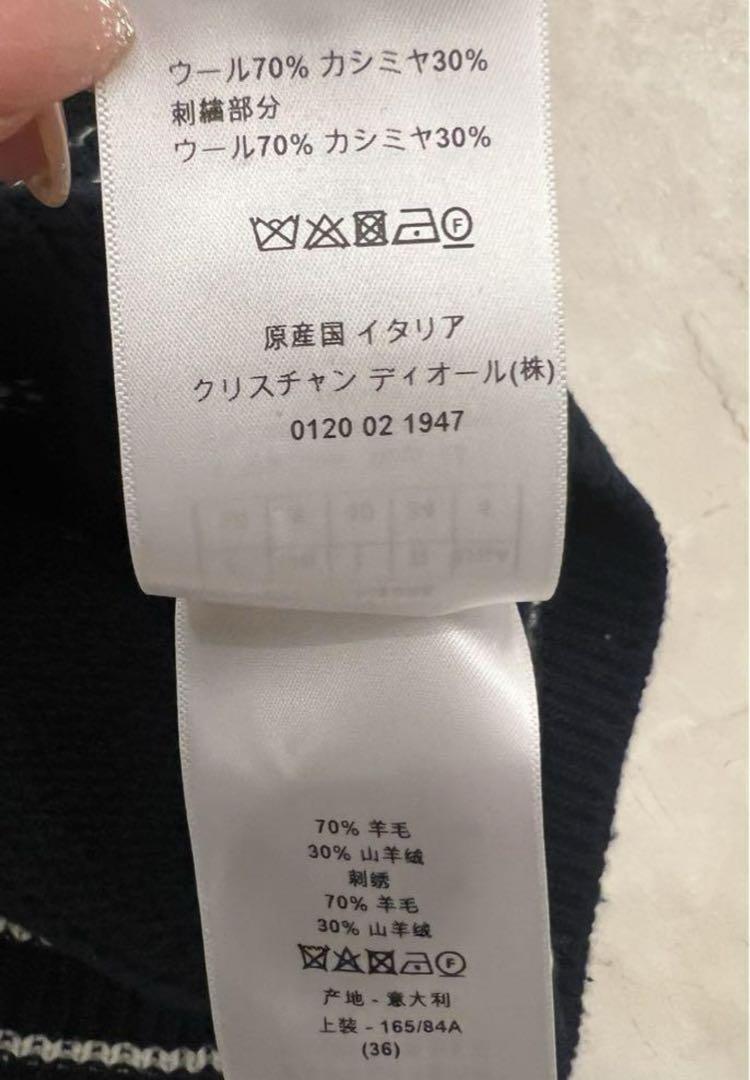 ウール70% カシミヤ30%
刺繍部分
ウール70% カシミヤ30%
F
原産国 イタリア
クリスチャン ディオール(株)
0120 02 1947
70% 羊毛
30% 山羊绒
刺绣
70% 羊毛
30% 山羊绒
F
产地 - 意大利
上装 - 165/84A
(36)